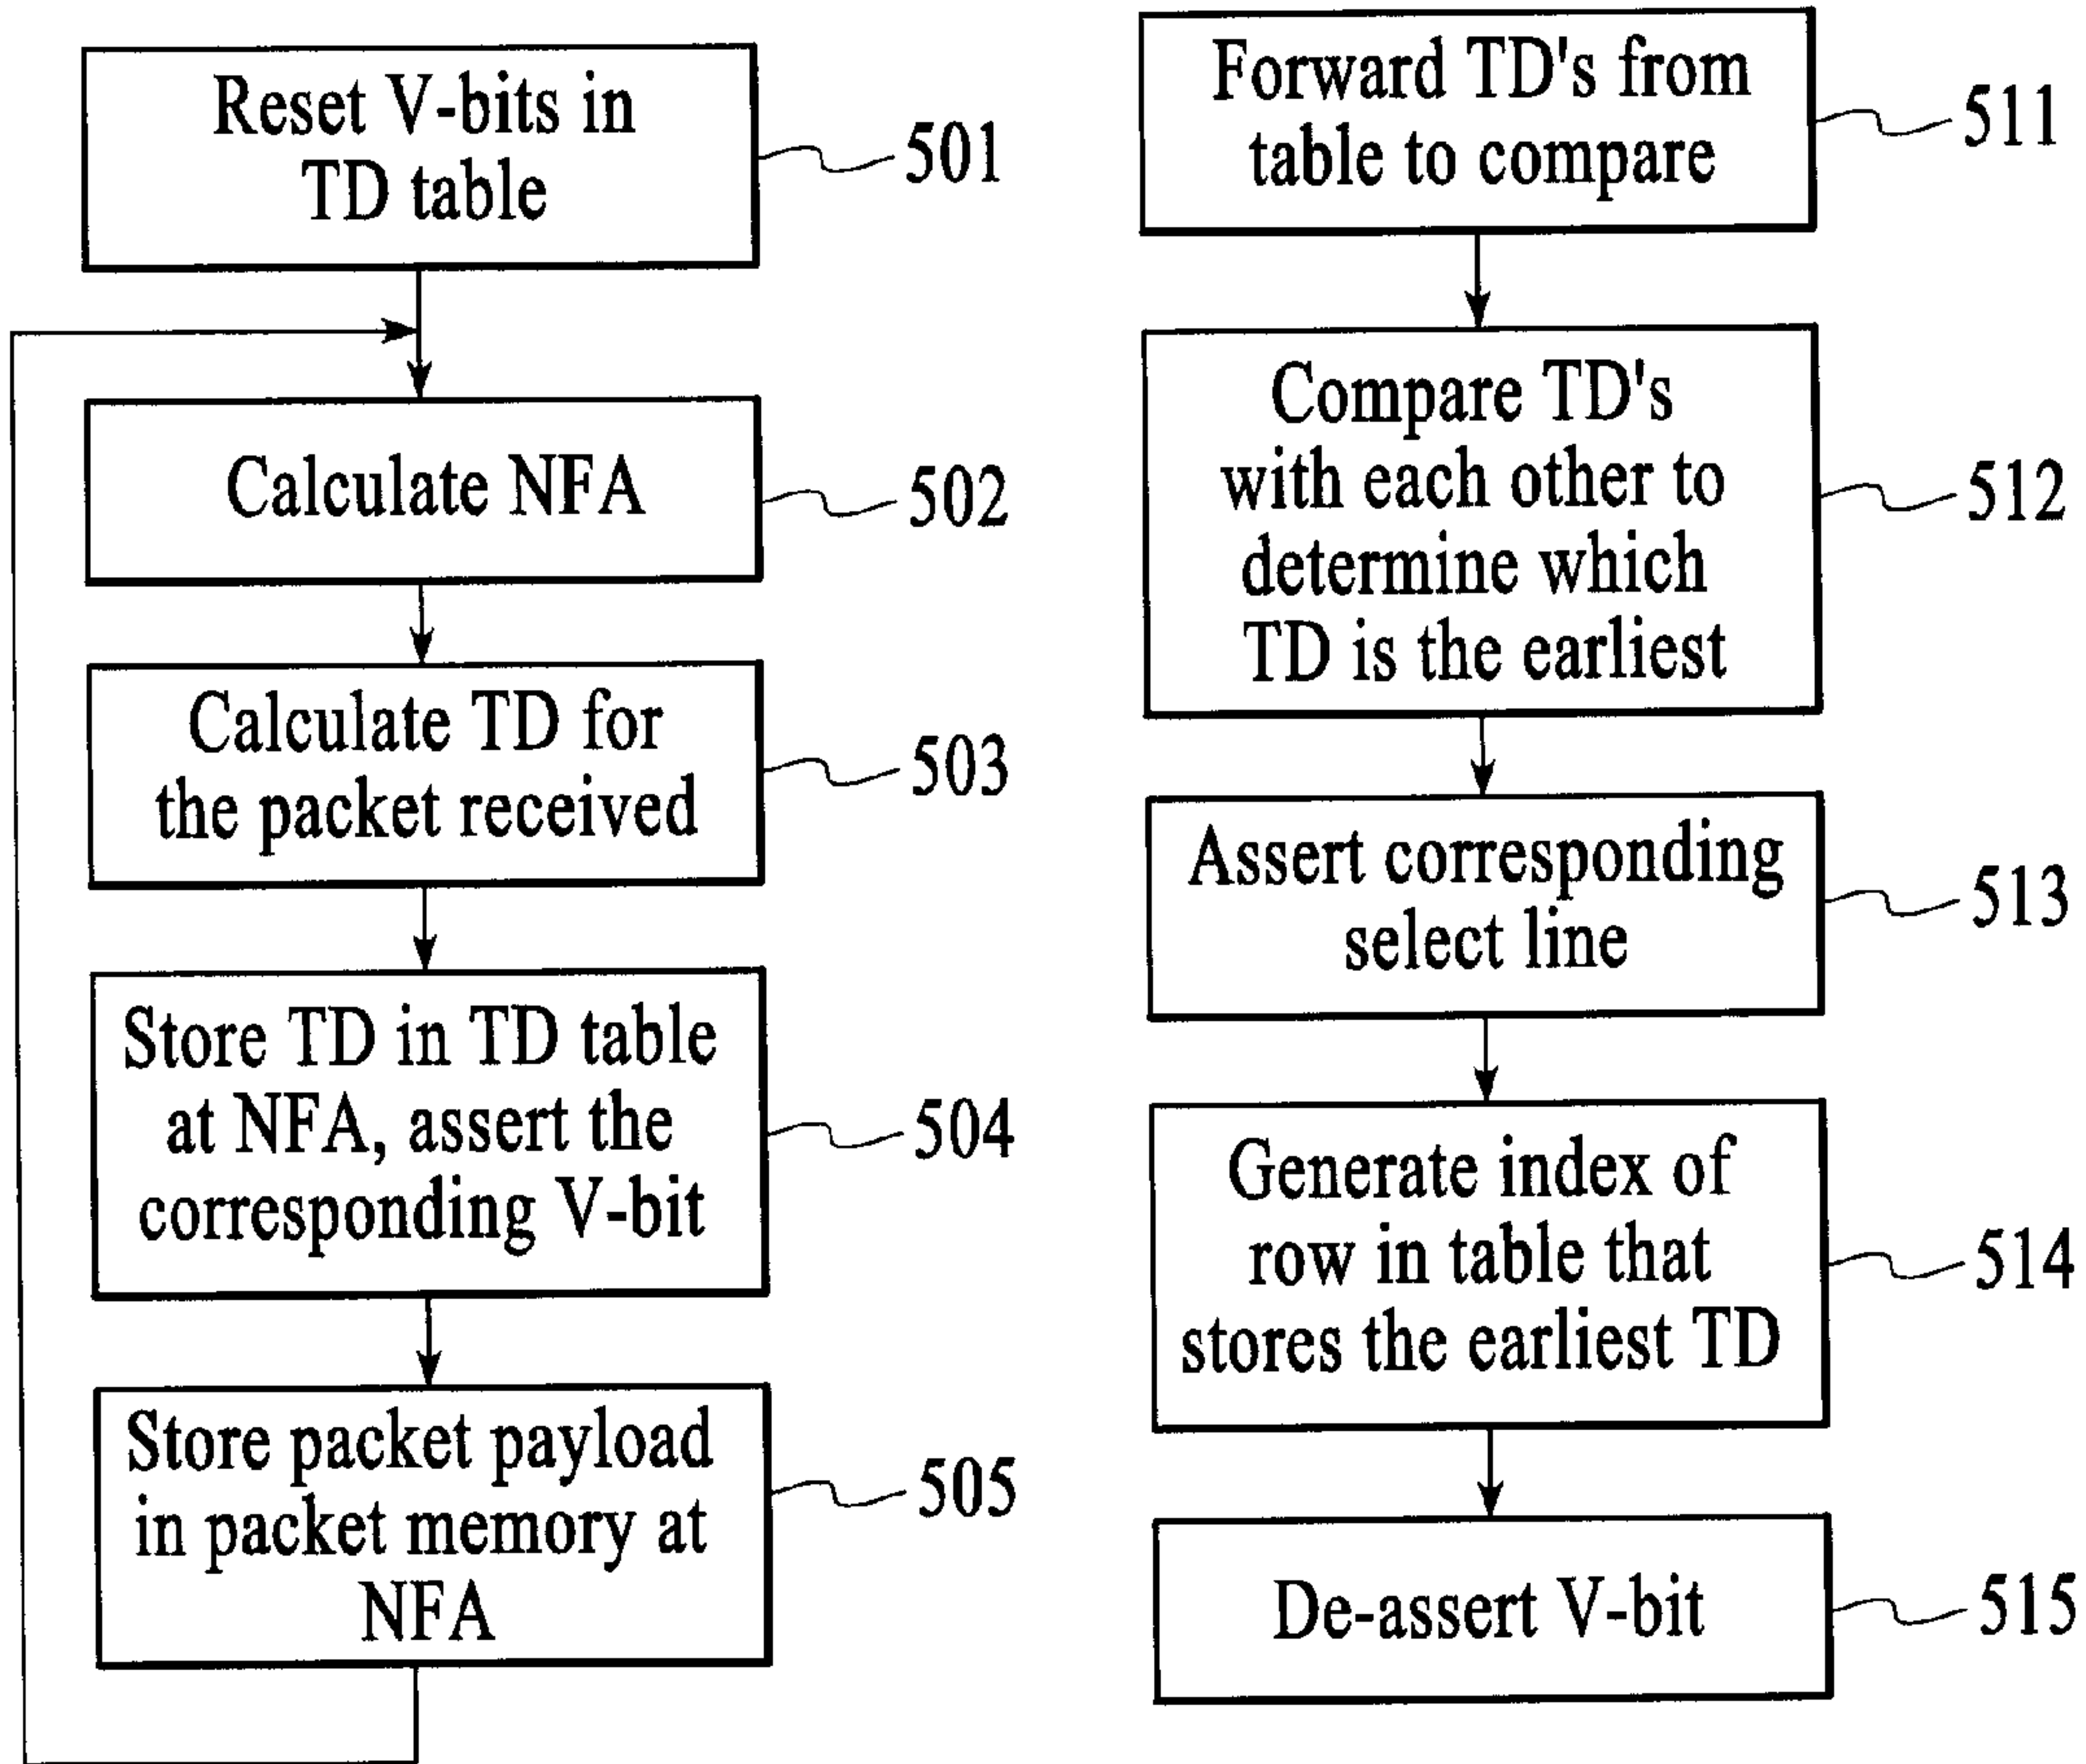 Reset V-bits in
TD table
501
Calculate NFA
502
Calculate TD for
the packet received
503
Store TD in TD table
at NFA, assert the
corresponding V-bit
504
Store packet payload
in packet memory at
NFA
505
Forward TD's from
table to compare
511
Compare TD's
with each other to
determine which
TD is the earliest
512
Assert corresponding
select line
513
Generate index of
row in table that
stores the earliest TD
514
De-assert V-bit
515